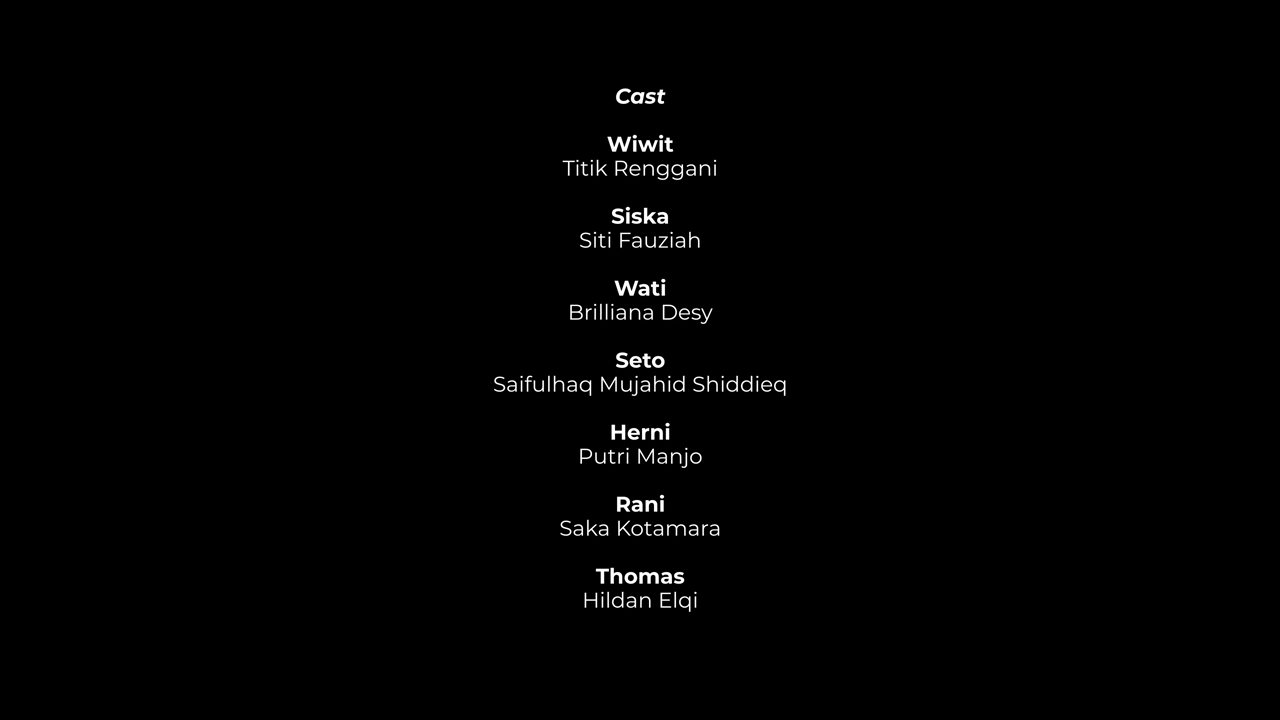 Cast
Wiwit
Titik Renggani
Siska
Siti Fauziah
Wati
Brilliana Desy
Seto
Saifulhaq Mujahid Shiddieq
Herni
Putri Manjo
Rani
Saka Kotamara
Thomas
Hildan Elqi